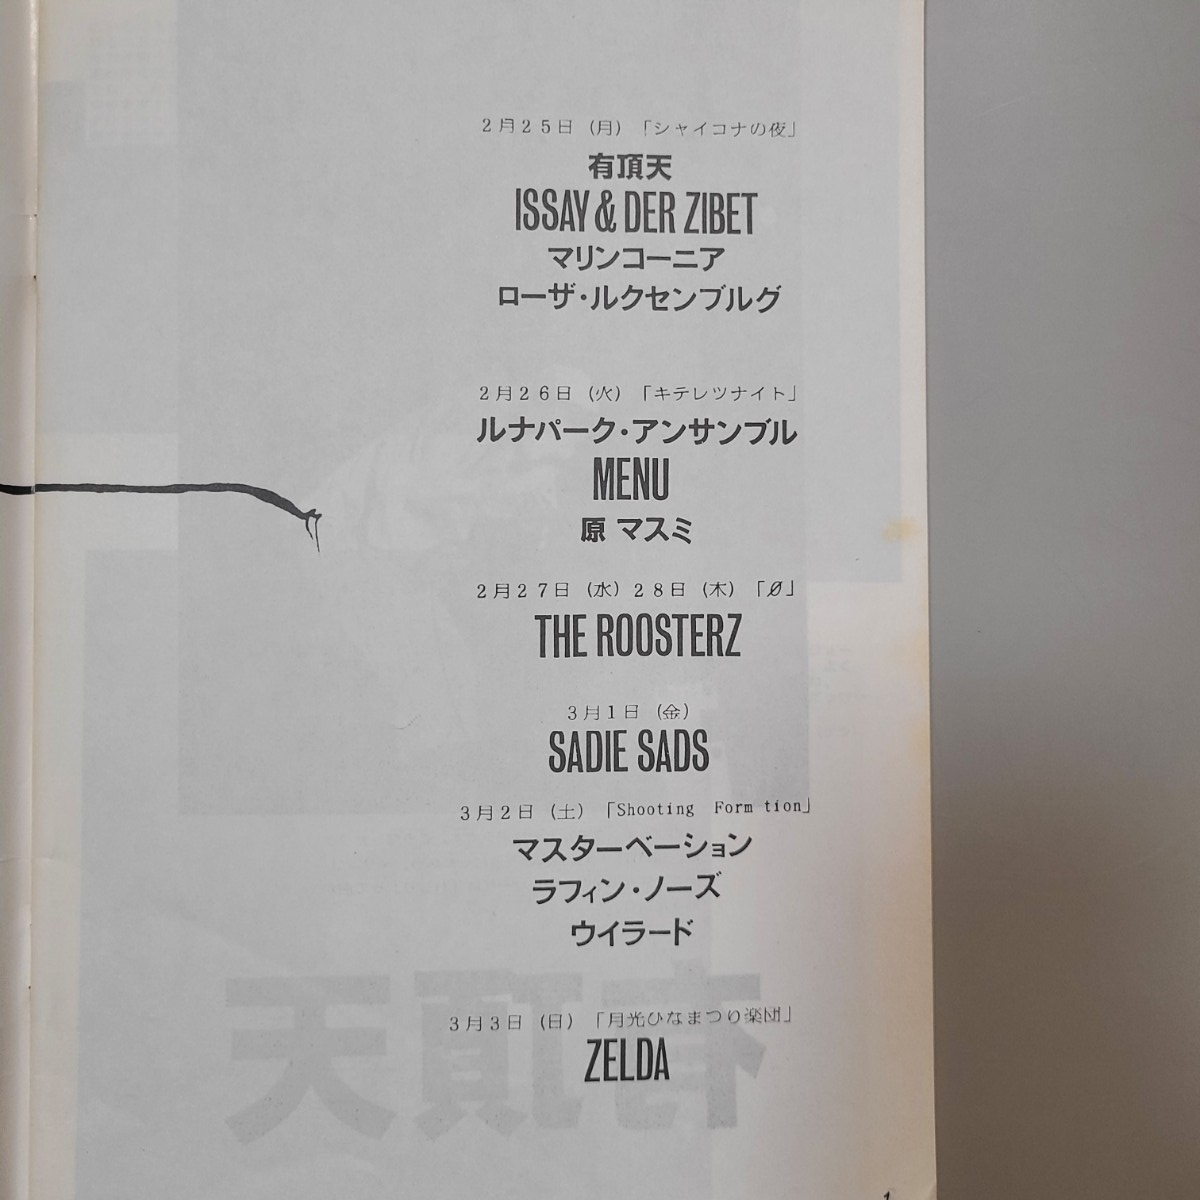 2月25日（月）「シャイコナの夜」
有頂天
ISSAY & DER ZIBET
マリンコーニア
ローザ・ルクセンブルグ
2月26日（火）「キテレツナイト」
ルナパーク・アンサンブル
MENU
原 マスミ
2月27日（水）28日（木）「Ø」
THE ROOSTERZ
3月1日（金）
SADIE SADS
3月2日（土）「Shooting Form tion」
マスターベーション
ラフィン・ノーズ
ウイラード
3月3日（日）「月光ひなまつり楽団」
ZELDA
有頂天